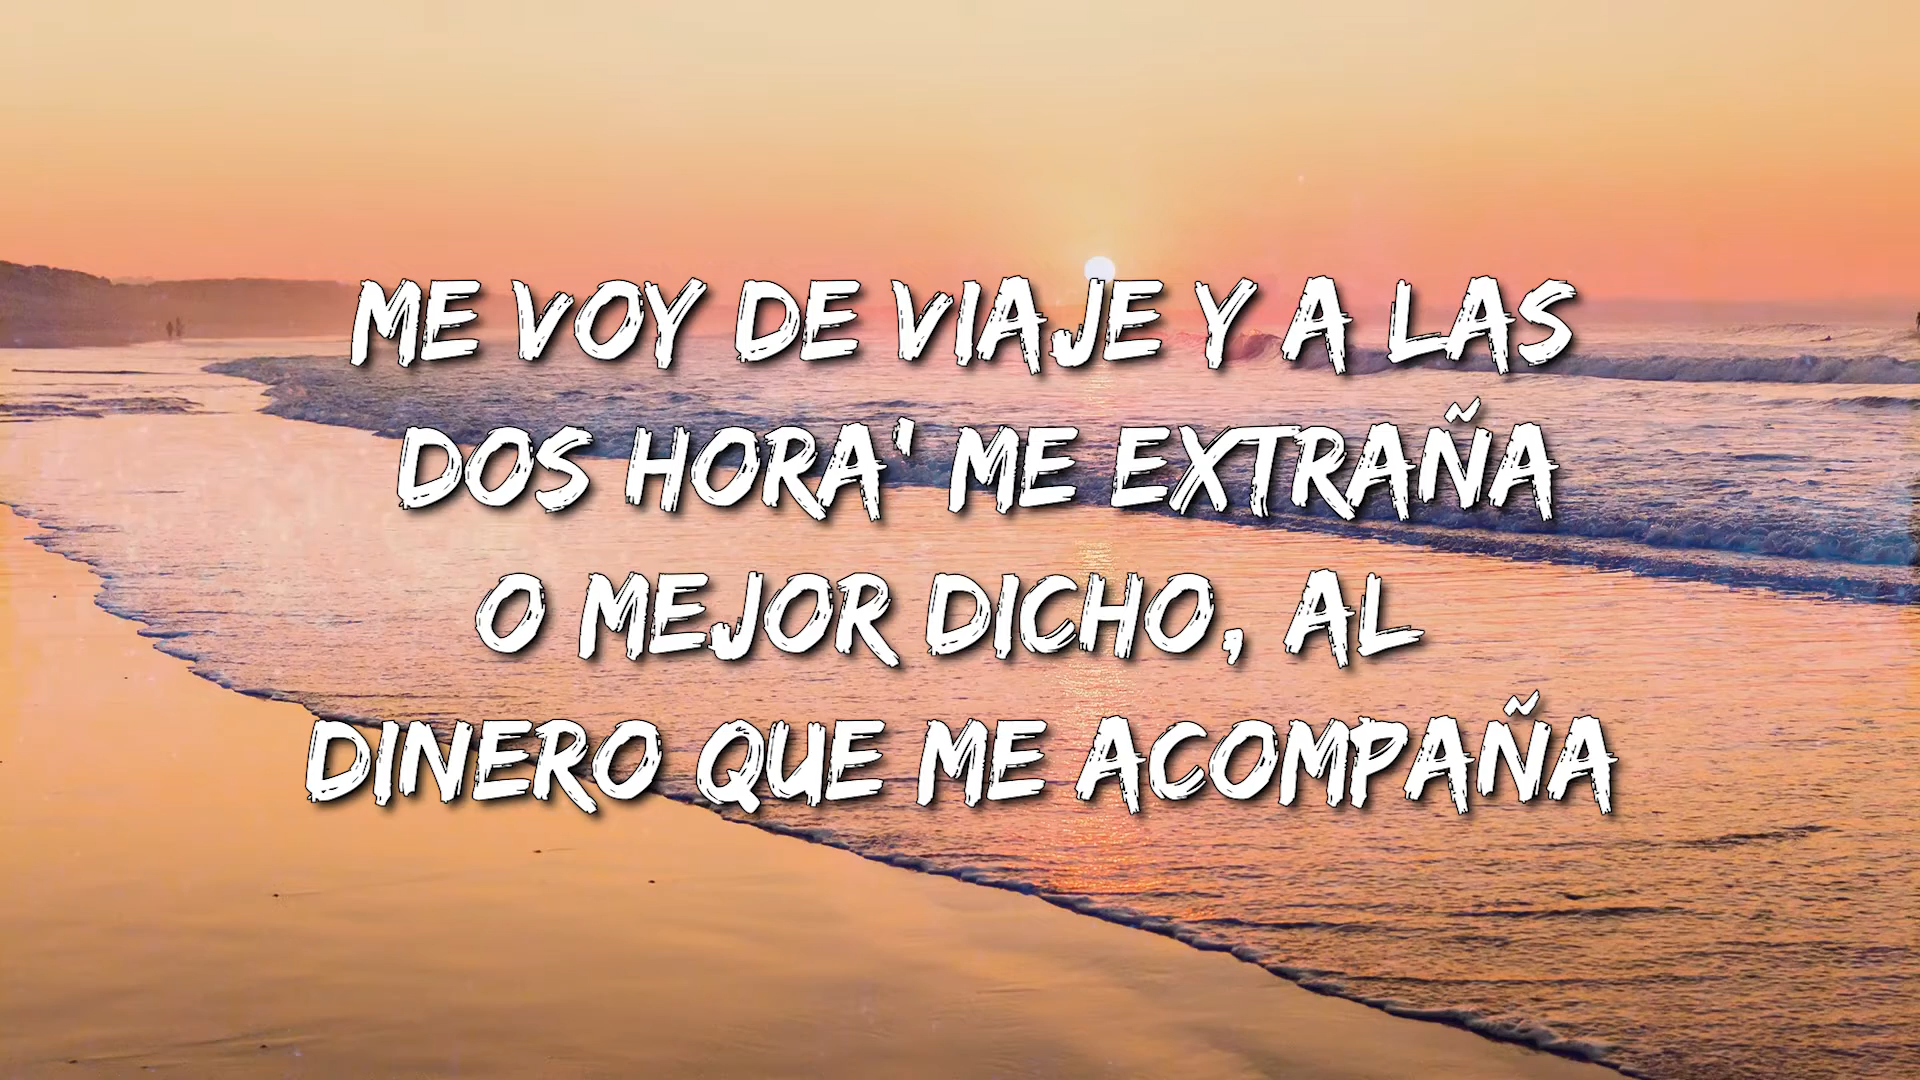 ME VOY DE VIAJE Y A LAS
DOS HORA' ME EXTRAÑA
O MEJOR DICHO, AL
DINERO QUE ME ACOMPAÑA